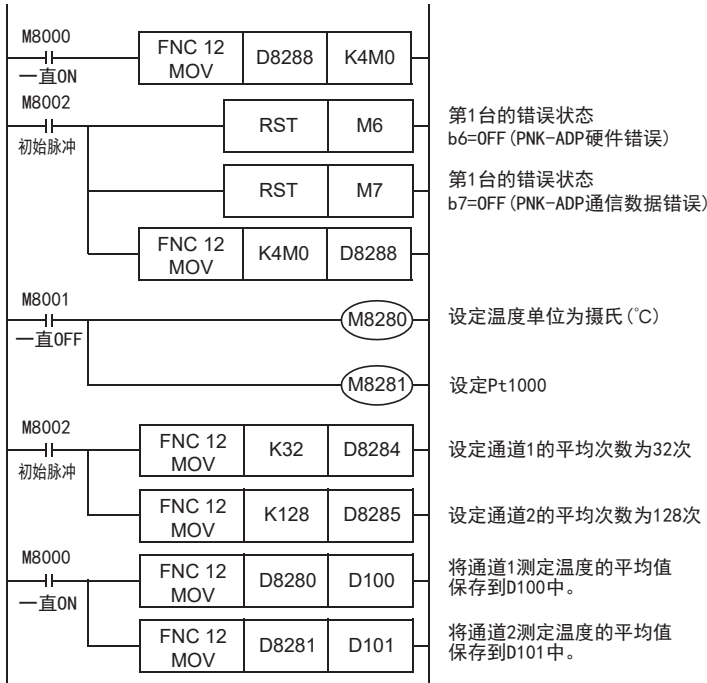 M8000
一直ON
FNC 12
MOV
D8288
K4M0
M8002
初始脉冲
RST
M6
第1台的错误状态
b6=OFF(PNK-ADP硬件错误)
RST
M7
第1台的错误状态
b7=OFF(PNK-ADP通信数据错误)
FNC 12
MOV
K4M0
D8288
M8001
一直OFF
M8280
设定温度单位为摄氏(℃)
M8281
设定Pt1000
M8002
初始脉冲
FNC 12
MOV
K32
D8284
设定通道1的平均次数为32次
FNC 12
MOV
K128
D8285
设定通道2的平均次数为128次
M8000
一直ON
FNC 12
MOV
D8280
D100
将通道1测定温度的平均值
保存到D100中。
FNC 12
MOV
D8281
D101
将通道2测定温度的平均值
保存到D101中。